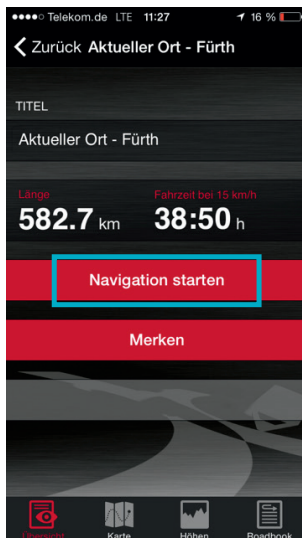 Telekom.de LTE 11:27 16 %
Zurück Aktueller Ort - Fürth
TITEL
Aktueller Ort - Fürth
Länge Fahrzeit bei 15 km/h
582.7 km 38:50 h
Navigation starten
Merken
Übersicht Karte Höhen Roadbook